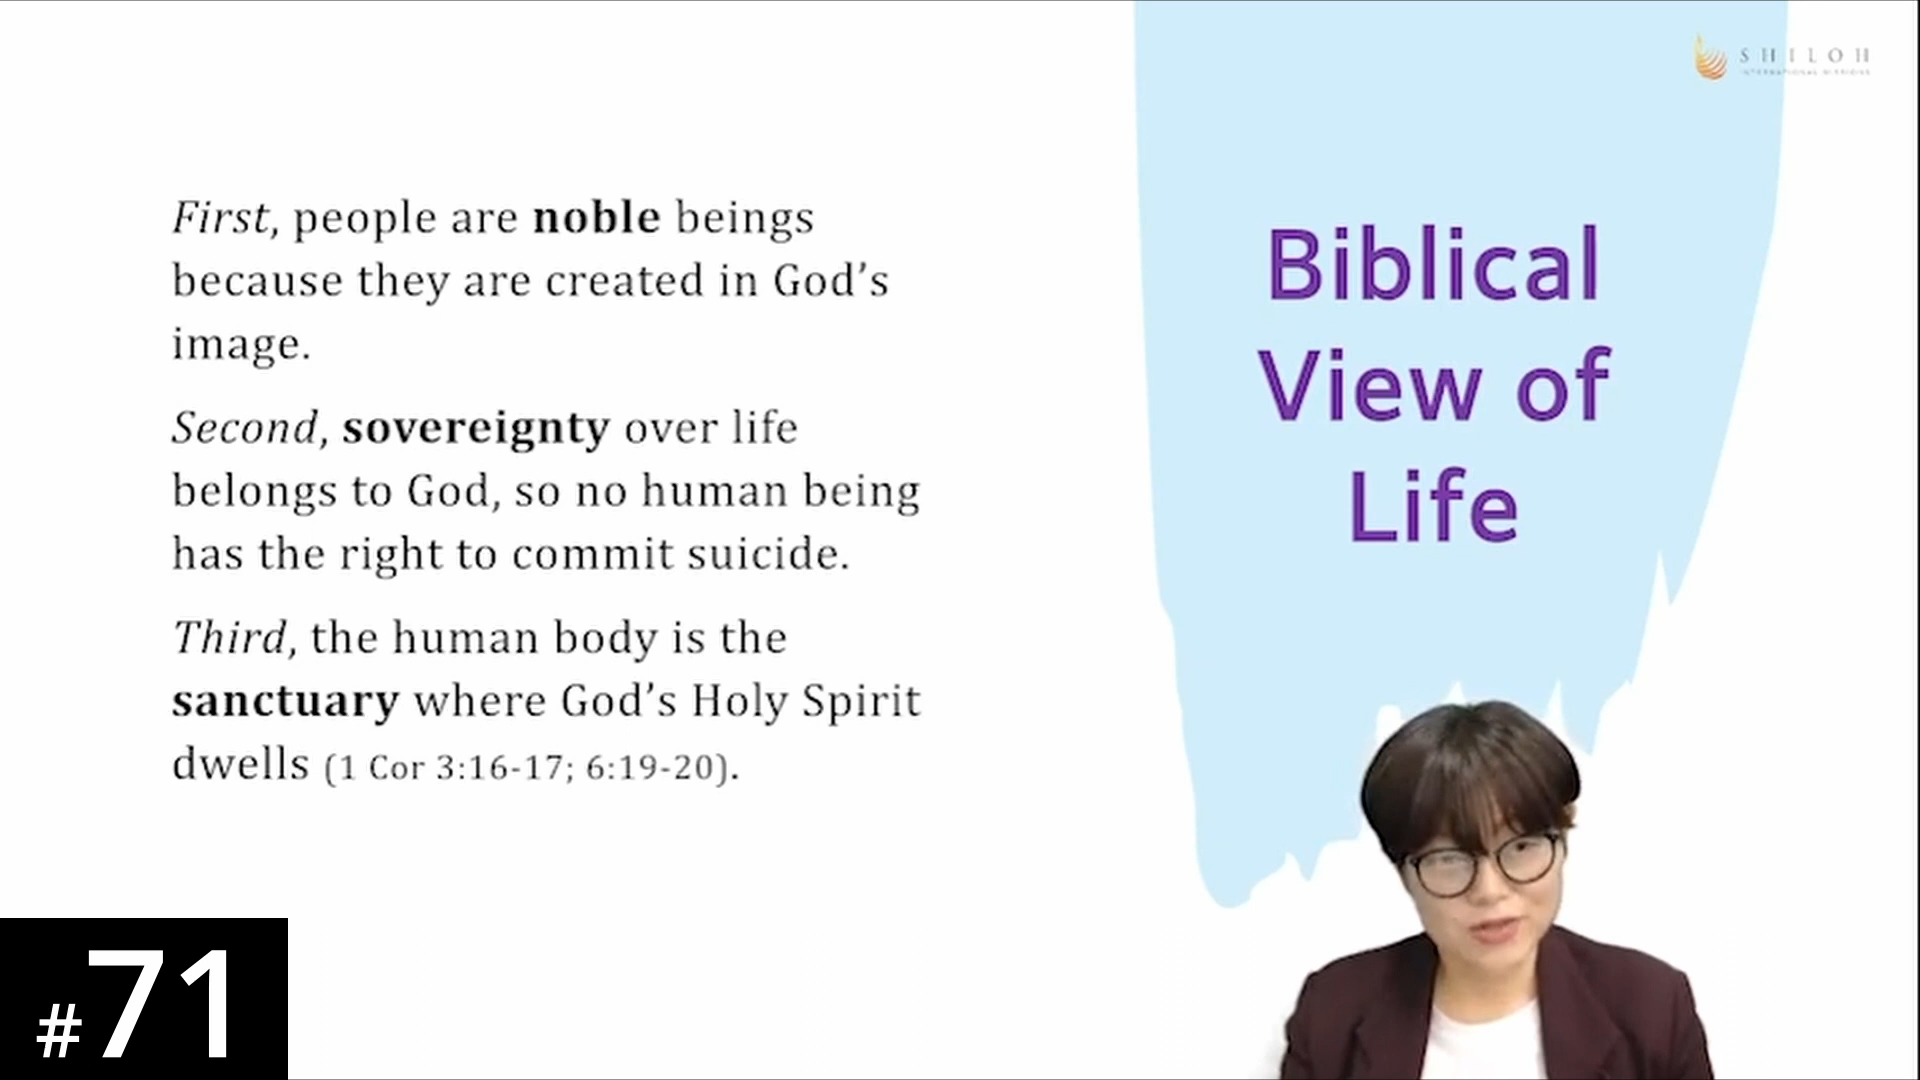 SHILOH
INTERNATIONAL MISSIONS
First, people are noble beings
because they are created in God's
image.
Second, sovereignty over life
belongs to God, so no human being
has the right to commit suicide.
Third, the human body is the
sanctuary where God's Holy Spirit
dwells (1 Cor 3:16-17; 6:19-20).
Biblical
View of
Life
#71